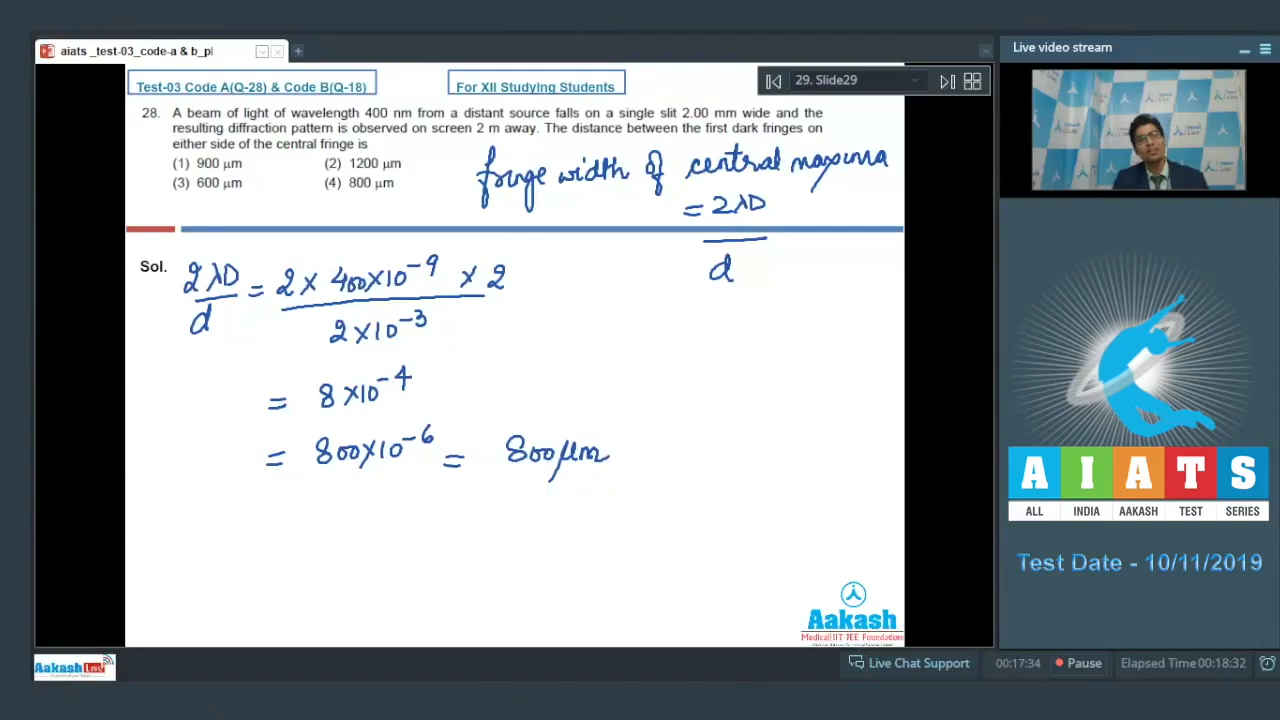 aiats _test-03_code-a & b_pl
Live video stream
Test-03 Code A(Q-28) & Code B(Q-18)
For XII Studying Students
29. Slide29
28. A beam of light of wavelength 400 nm from a distant source falls on a single slit 2.00 mm wide and the
resulting diffraction pattern is observed on screen 2 m away. The distance between the first dark fringes on
either side of the central fringe is
(1) 900 μm (2) 1200 μm
(3) 600 μm (4) 800 μm
fringe width of central maxima
= 2λD
d
Sol.
2λD/d = 2 × 400×10⁻⁹ × 2
2×10⁻³
= 8×10⁻⁴
= 800×10⁻⁶ = 800μm
A I A T S
ALL INDIA AAKASH TEST SERIES
Test Date - 10/11/2019
Aakash
Medical|IIT-JEE|Foundations
Aakash Live
Live Chat Support
00:17:34
Pause
Elapsed Time 00:18:32